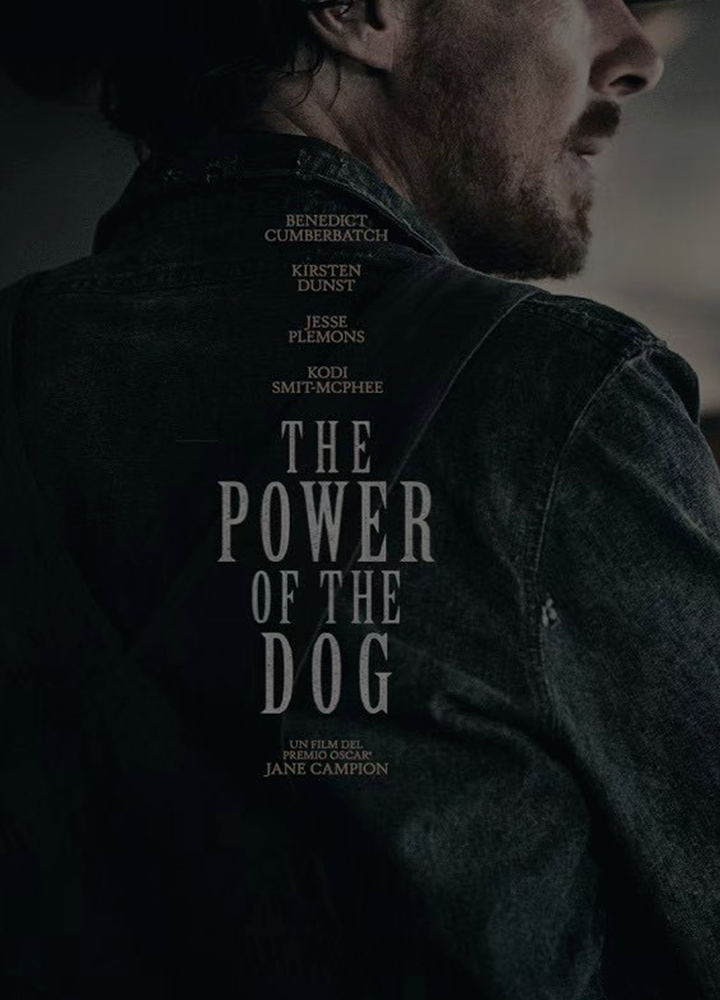 BENEDICT
CUMBERBATCH
KIRSTEN
DUNST
JESSE
PLEMONS
KODI
SMIT-MCPHEE
THE
POWER
OF THE
DOG
UN FILM DEL
PREMIO OSCAR®
JANE CAMPION